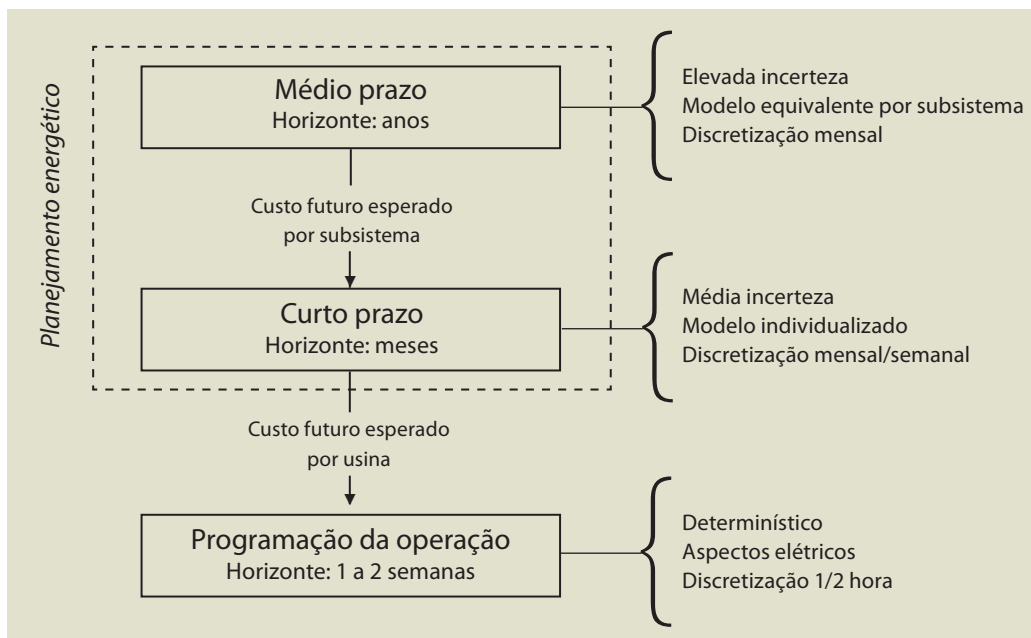 Planejamento energético
Médio prazo
Horizonte: anos
Elevada incerteza
Modelo equivalente por subsistema
Discretização mensal
Custo futuro esperado
por subsistema
Curto prazo
Horizonte: meses
Média incerteza
Modelo individualizado
Discretização mensal/semanal
Custo futuro esperado
por usina
Programação da operação
Horizonte: 1 a 2 semanas
Determinístico
Aspectos elétricos
Discretização 1/2 hora